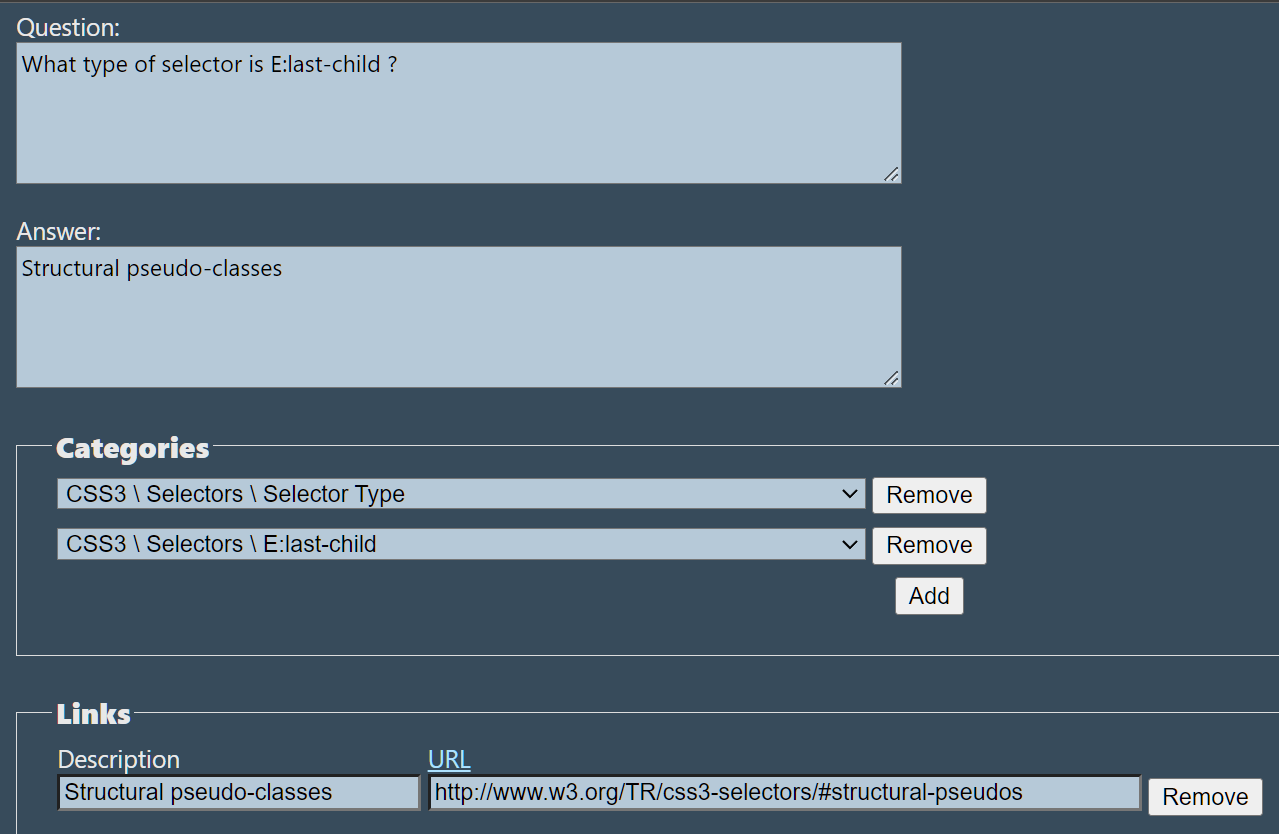 Question:
What type of selector is E:last-child ?
Answer:
Structural pseudo-classes
Categories
CSS3 \ Selectors \ Selector Type
Remove
CSS3 \ Selectors \ E:last-child
Remove
Add
Links
Description
URL
Structural pseudo-classes
http://www.w3.org/TR/css3-selectors/#structural-pseudos
Remove